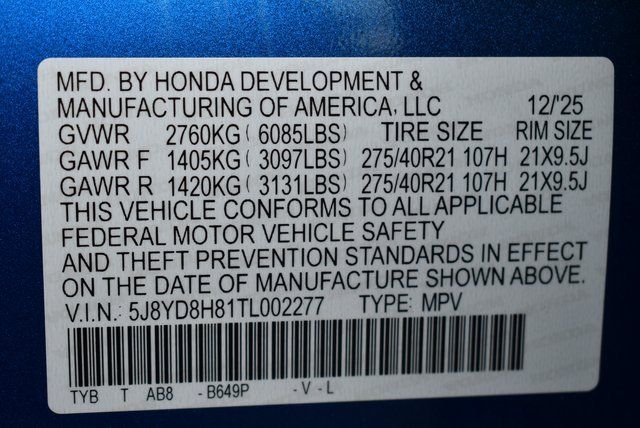 MFD. BY HONDA DEVELOPMENT &
MANUFACTURING OF AMERICA, LLC 12/'25
GVWR 2760KG ( 6085LBS) TIRE SIZE RIM SIZE
GAWR F 1405KG ( 3097LBS) 275/40R21 107H 21X9.5J
GAWR R 1420KG ( 3131LBS) 275/40R21 107H 21X9.5J
THIS VEHICLE CONFORMS TO ALL APPLICABLE
FEDERAL MOTOR VEHICLE SAFETY
AND THEFT PREVENTION STANDARDS IN EFFECT
ON THE DATE OF MANUFACTURE SHOWN ABOVE.
V.I.N.: 5J8YD8H81TL002277 TYPE: MPV
TYB T AB8 - B649P - V - L